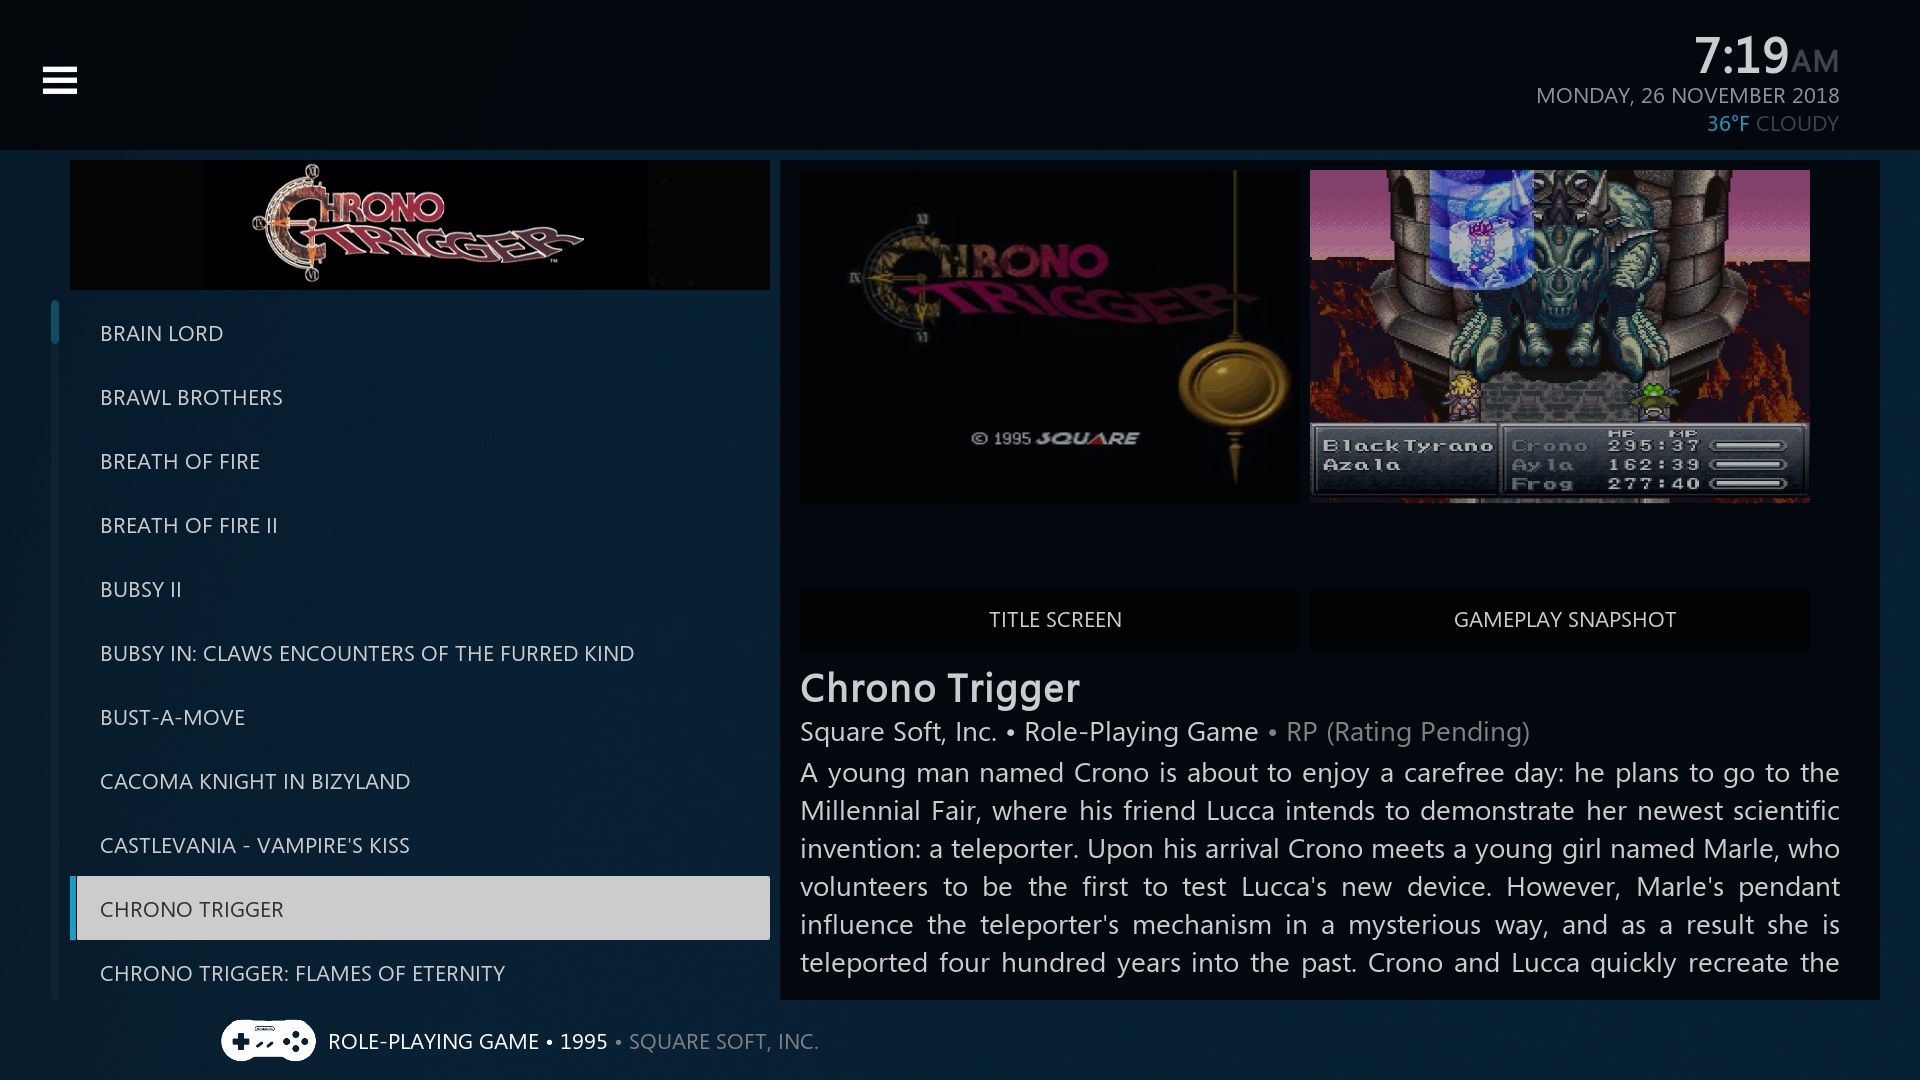 7:19AM
MONDAY, 26 NOVEMBER 2018
36°F CLOUDY
CHRONO
TRIGGER
BRAIN LORD
BRAWL BROTHERS
BREATH OF FIRE
BREATH OF FIRE II
BUBSY II
BUBSY IN: CLAWS ENCOUNTERS OF THE FURRED KIND
BUST-A-MOVE
CACOMA KNIGHT IN BIZYLAND
CASTLEVANIA - VAMPIRE'S KISS
CHRONO TRIGGER
CHRONO TRIGGER: FLAMES OF ETERNITY
CHRONO
TRIGGER
© 1995 SQUARE
HP MP
BlackTyrano Crono 295:37
Azala Ayla 162:39
Frog 277:40
TITLE SCREEN
GAMEPLAY SNAPSHOT
Chrono Trigger
Square Soft, Inc. • Role-Playing Game • RP (Rating Pending)
A young man named Crono is about to enjoy a carefree day: he plans to go to the
Millennial Fair, where his friend Lucca intends to demonstrate her newest scientific
invention: a teleporter. Upon his arrival Crono meets a young girl named Marle, who
volunteers to be the first to test Lucca's new device. However, Marle's pendant
influence the teleporter's mechanism in a mysterious way, and as a result she is
teleported four hundred years into the past. Crono and Lucca quickly recreate the
ROLE-PLAYING GAME • 1995 • SQUARE SOFT, INC.